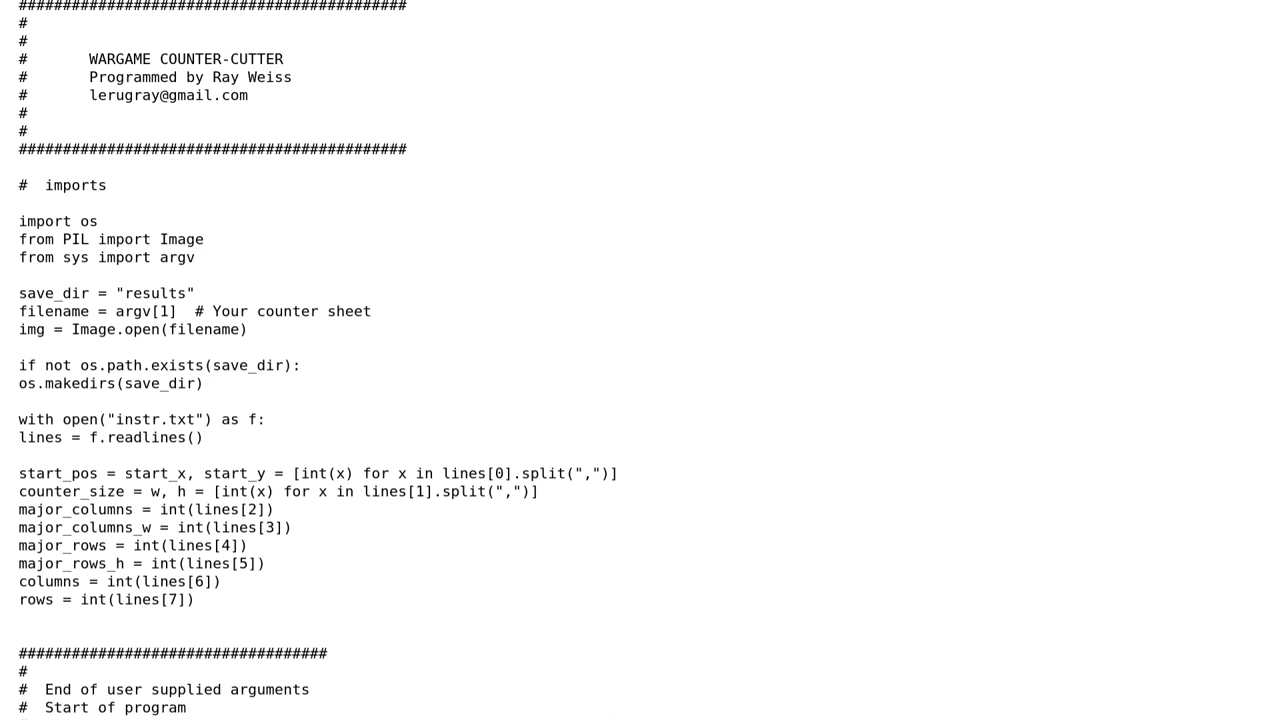 ############################################
#
#
#       WARGAME COUNTER-CUTTER
#       Programmed by Ray Weiss
#       lerugray@gmail.com
#
#
############################################

#  imports

import os
from PIL import Image
from sys import argv

save_dir = "results"
filename = argv[1]  # Your counter sheet
img = Image.open(filename)

if not os.path.exists(save_dir):
os.makedirs(save_dir)

with open("instr.txt") as f:
lines = f.readlines()

start_pos = start_x, start_y = [int(x) for x in lines[0].split(",")]
counter_size = w, h = [int(x) for x in lines[1].split(",")]
major_columns = int(lines[2])
major_columns_w = int(lines[3])
major_rows = int(lines[4])
major_rows_h = int(lines[5])
columns = int(lines[6])
rows = int(lines[7])


###################################
#
#  End of user supplied arguments
#  Start of program
#